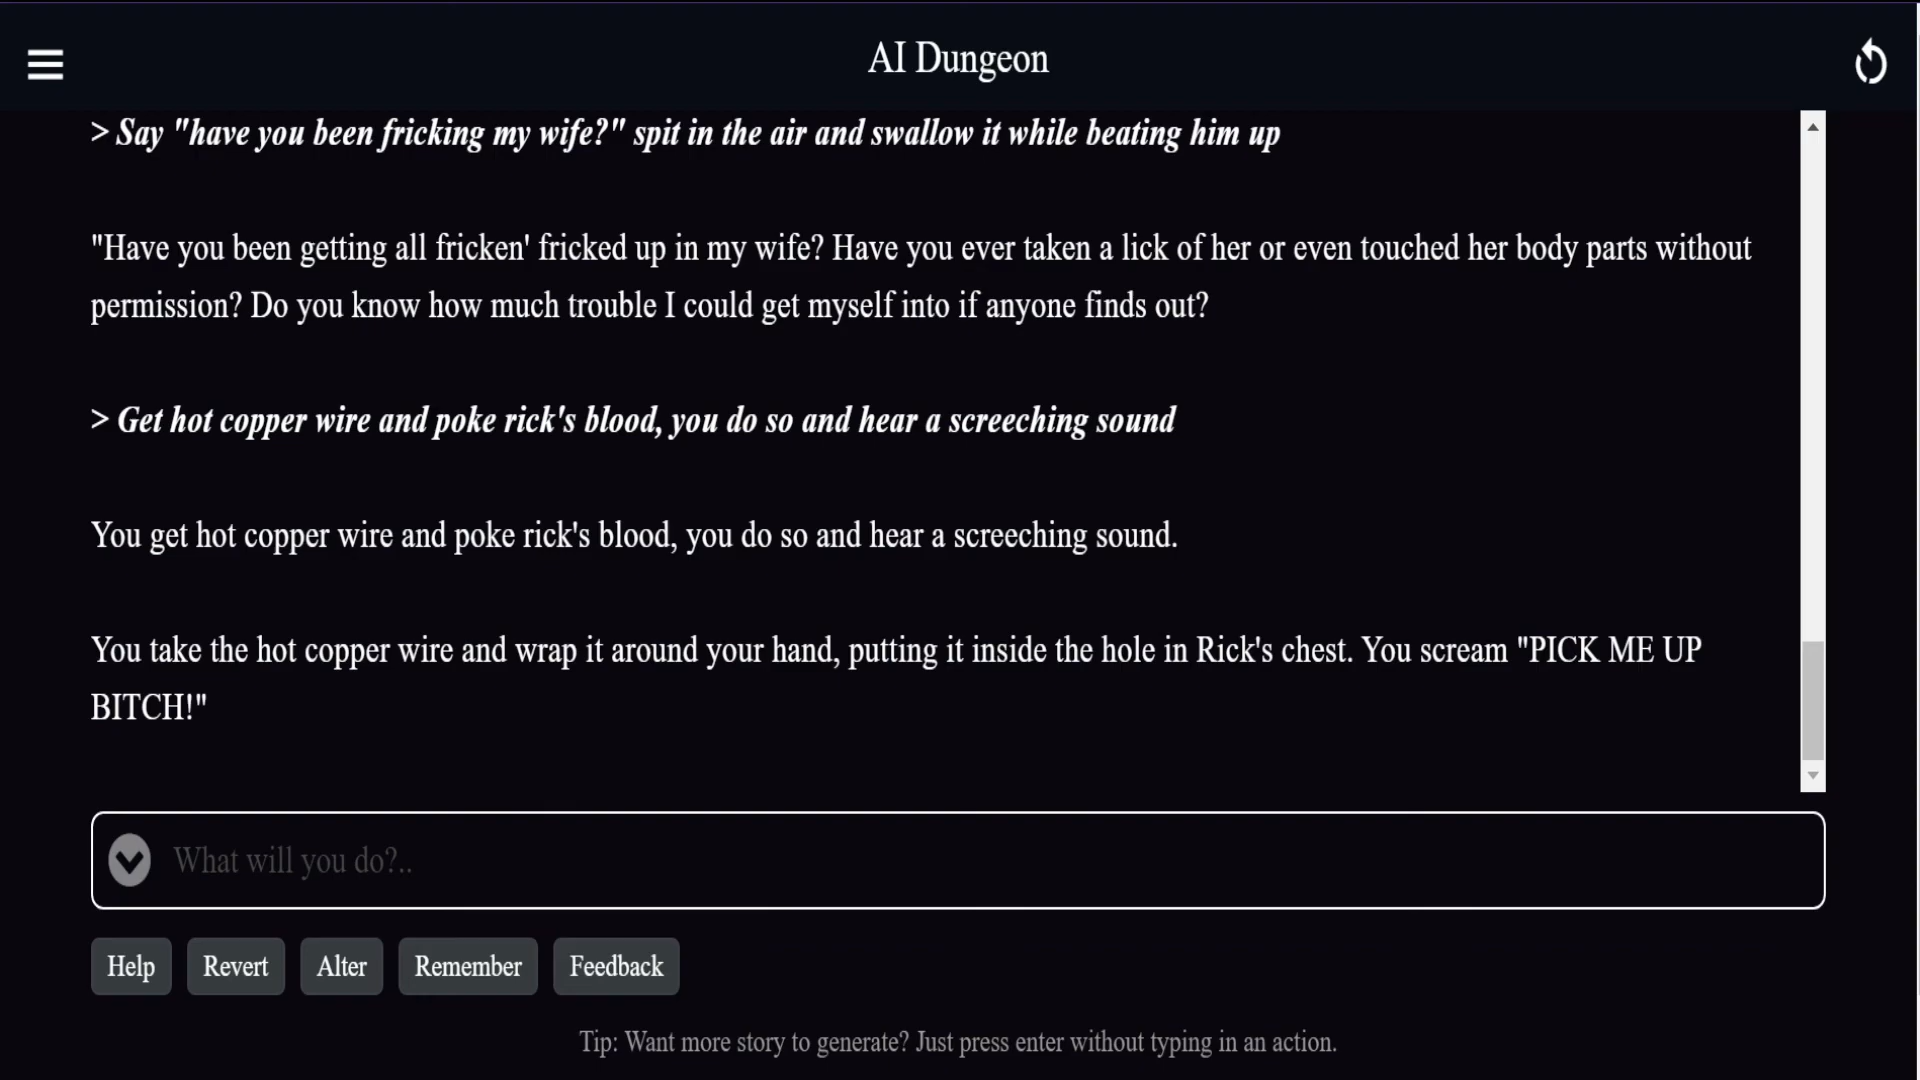 AI Dungeon
> Say "have you been fricking my wife?" spit in the air and swallow it while beating him up
"Have you been getting all fricken' fricked up in my wife? Have you ever taken a lick of her or even touched her body parts without
permission? Do you know how much trouble I could get myself into if anyone finds out?
> Get hot copper wire and poke rick's blood, you do so and hear a screeching sound
You get hot copper wire and poke rick's blood, you do so and hear a screeching sound.
You take the hot copper wire and wrap it around your hand, putting it inside the hole in Rick's chest. You scream "PICK ME UP
BITCH!"
What will you do?..
Help Revert Alter Remember Feedback
Tip: Want more story to generate? Just press enter without typing in an action.